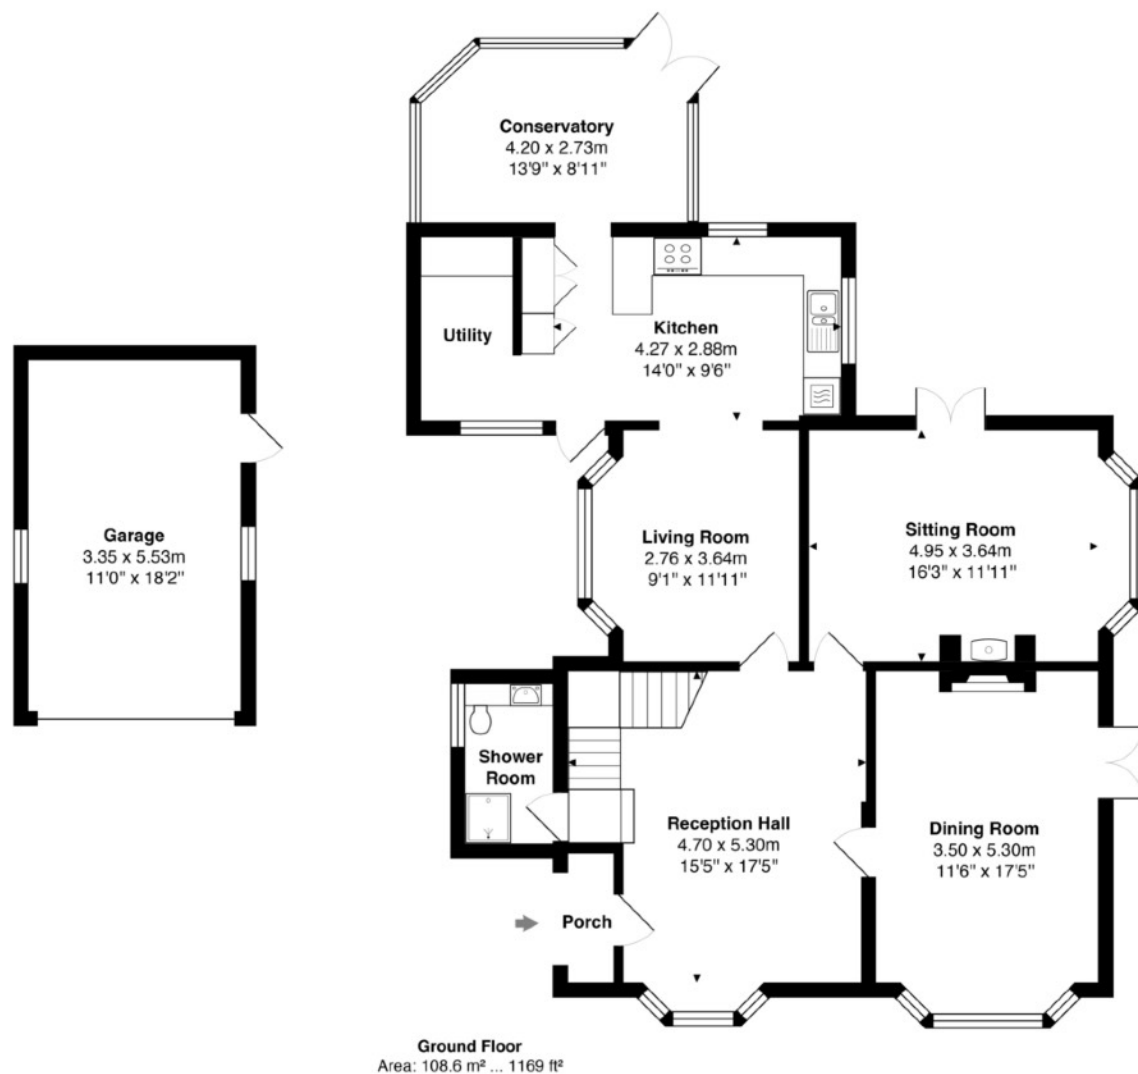 Conservatory
4.20 x 2.73m
13'9" x 8'11"
Utility
Kitchen
4.27 x 2.88m
14'0" x 9'6"
Garage
3.35 x 5.53m
11'0" x 18'2"
Living Room
2.76 x 3.64m
9'1" x 11'11"
Sitting Room
4.95 x 3.64m
16'3" x 11'11"
Shower
Room
Reception Hall
4.70 x 5.30m
15'5" x 17'5"
Dining Room
3.50 x 5.30m
11'6" x 17'5"
Porch
Ground Floor
Area: 108.6 m² ... 1169 ft²